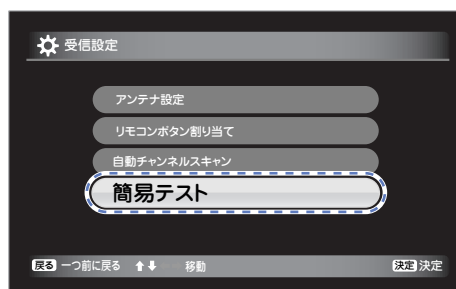 受信設定
アンテナ設定
リモコンボタン割り当て
自動チャンネルスキャン
簡易テスト
戻る 一つ前に戻る ⬆⬇ 移動 決定 決定